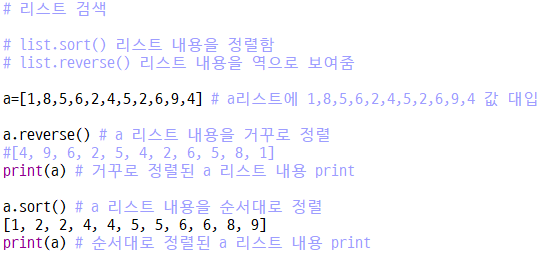 # 리스트 검색
# list.sort() 리스트 내용을 정렬함
# list.reverse() 리스트 내용을 역으로 보여줌
a=[1,8,5,6,2,4,5,2,6,9,4] # a리스트에 1,8,5,6,2,4,5,2,6,9,4 값 대입
a.reverse() # a 리스트 내용을 거꾸로 정렬
#[4, 9, 6, 2, 5, 4, 2, 6, 5, 8, 1]
print(a) # 거꾸로 정렬된 a 리스트 내용 print
a.sort() # a 리스트 내용을 순서대로 정렬
[1, 2, 2, 4, 4, 5, 5, 6, 6, 8, 9]
print(a) # 순서대로 정렬된 a 리스트 내용 print